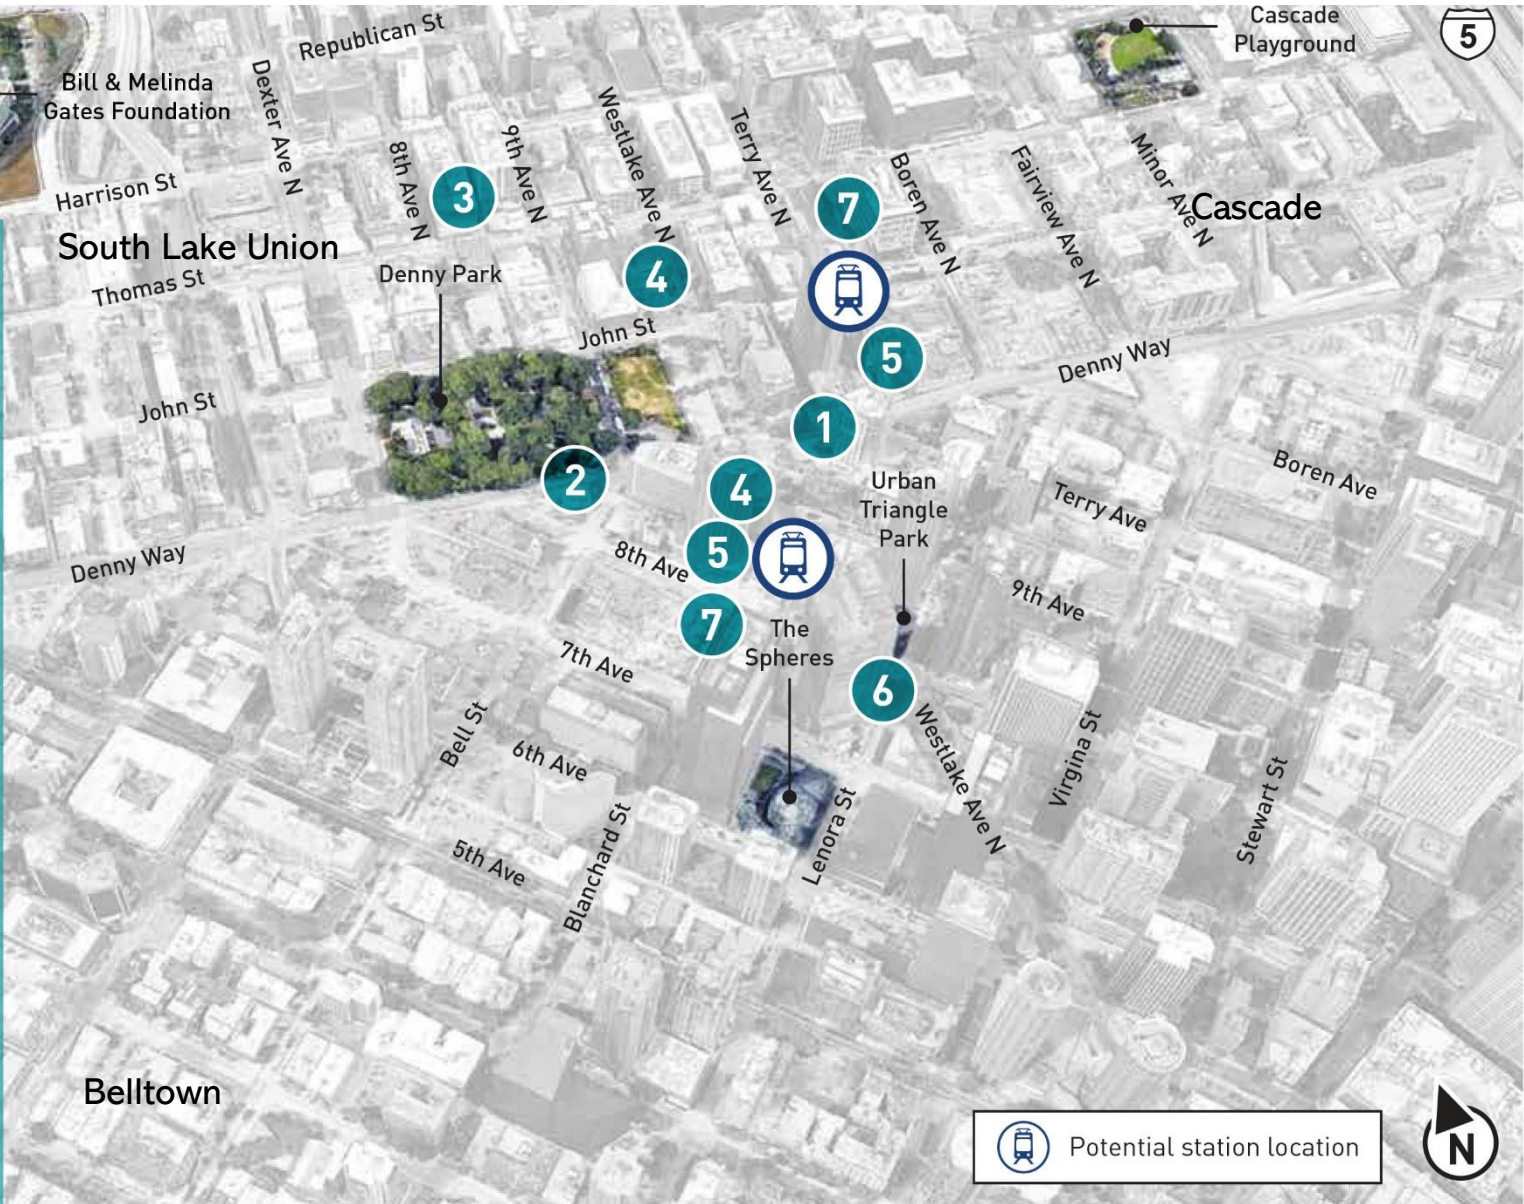 Republican St
Cascade
Playground
5
Bill & Melinda
Gates Foundation
Dexter Ave N
8th Ave N
9th Ave N
Westlake Ave N
Terry Ave N
Boren Ave N
Fairview Ave N
Minor Ave N
Harrison St
3
7
Cascade
South Lake Union
Denny Park
4
Thomas St
John St
5
Denny Way
John St
1
2
4
Urban
Triangle
Park
Boren Ave
Terry Ave
Denny Way
8th Ave
5
9th Ave
7
The
Spheres
7th Ave
6
Bell St
6th Ave
Westlake Ave N
Virginia St
Stewart St
5th Ave
Blanchard St
Lenora St
Belltown
Potential station location
N